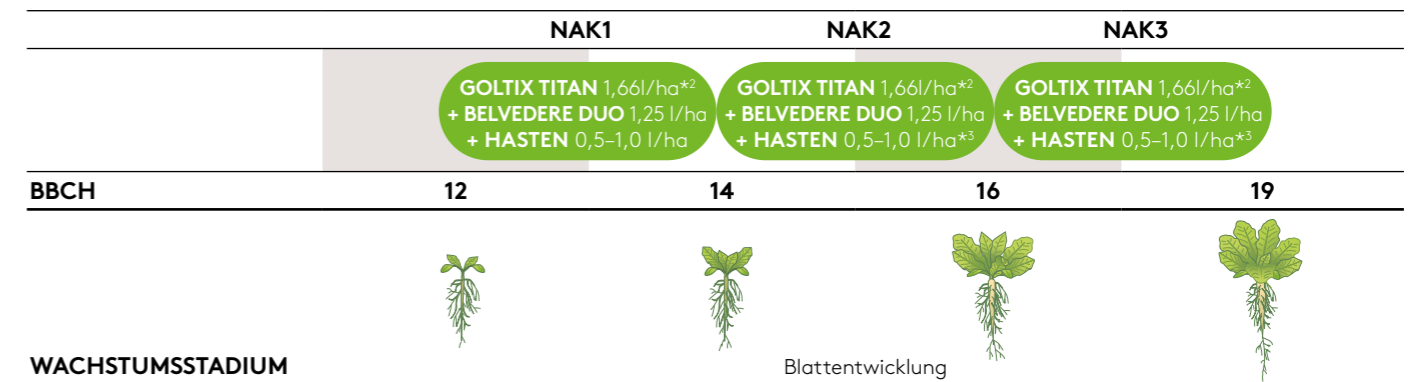 NAK1 NAK2 NAK3
GOLTIX TITAN 1,66l/ha*²
+ BELVEDERE DUO 1,25 l/ha
+ HASTEN 0,5–1,0 l/ha
GOLTIX TITAN 1,66l/ha*²
+ BELVEDERE DUO 1,25 l/ha
+ HASTEN 0,5–1,0 l/ha*³
GOLTIX TITAN 1,66l/ha*²
+ BELVEDERE DUO 1,25 l/ha
+ HASTEN 0,5–1,0 l/ha*³
BBCH 12 14 16 19
WACHSTUMSSTADIUM Blattentwicklung